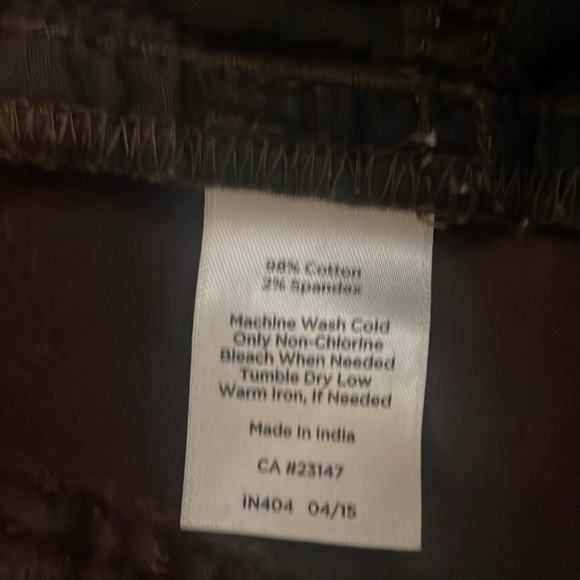 98% Cotton
2% Spandex
Machine Wash Cold
Only Non-Chlorine
Bleach When Needed
Tumble Dry Low
Warm Iron, If Needed
Made in India
CA #23147
IN404 04/15